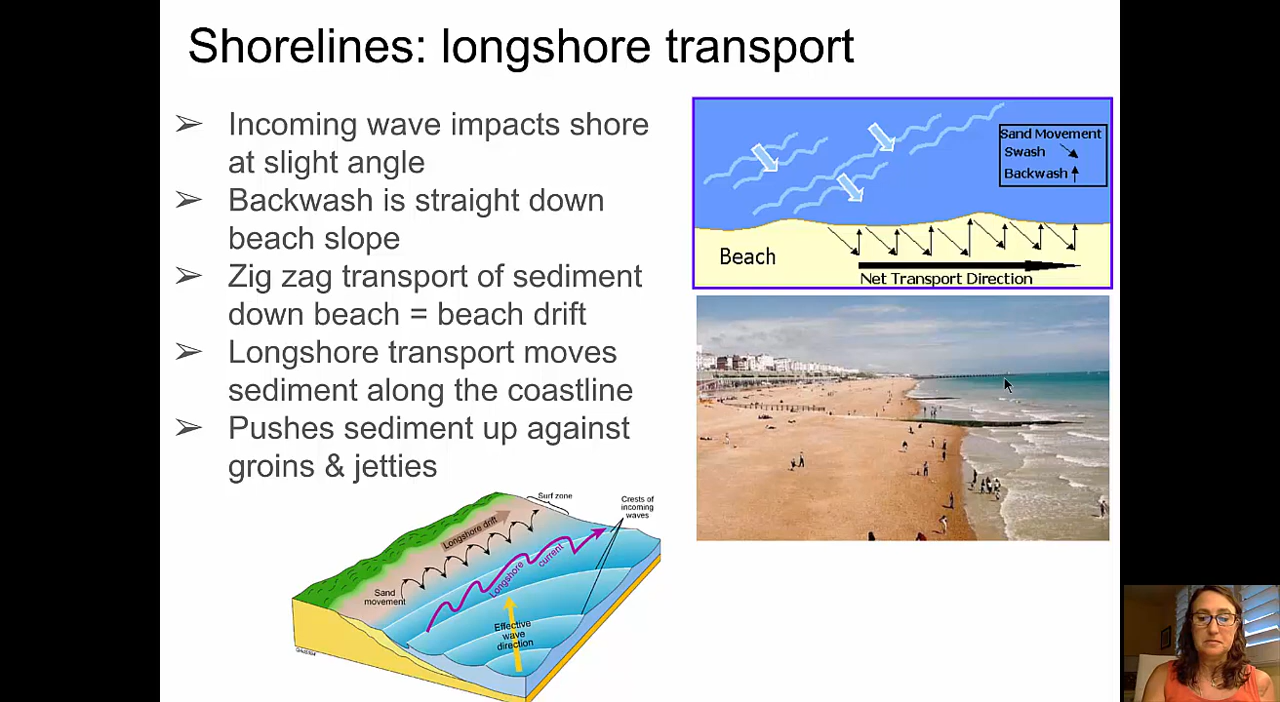 Shorelines: longshore transport
➢ Incoming wave impacts shore
at slight angle
➢ Backwash is straight down
beach slope
➢ Zig zag transport of sediment
down beach = beach drift
➢ Longshore transport moves
sediment along the coastline
➢ Pushes sediment up against
groins & jetties
Sand Movement
Swash
Backwash
Beach
Net Transport Direction
Surf zone
Crests of
incoming
waves
Longshore drift
Longshore current
Sand
movement
Effective
wave
direction